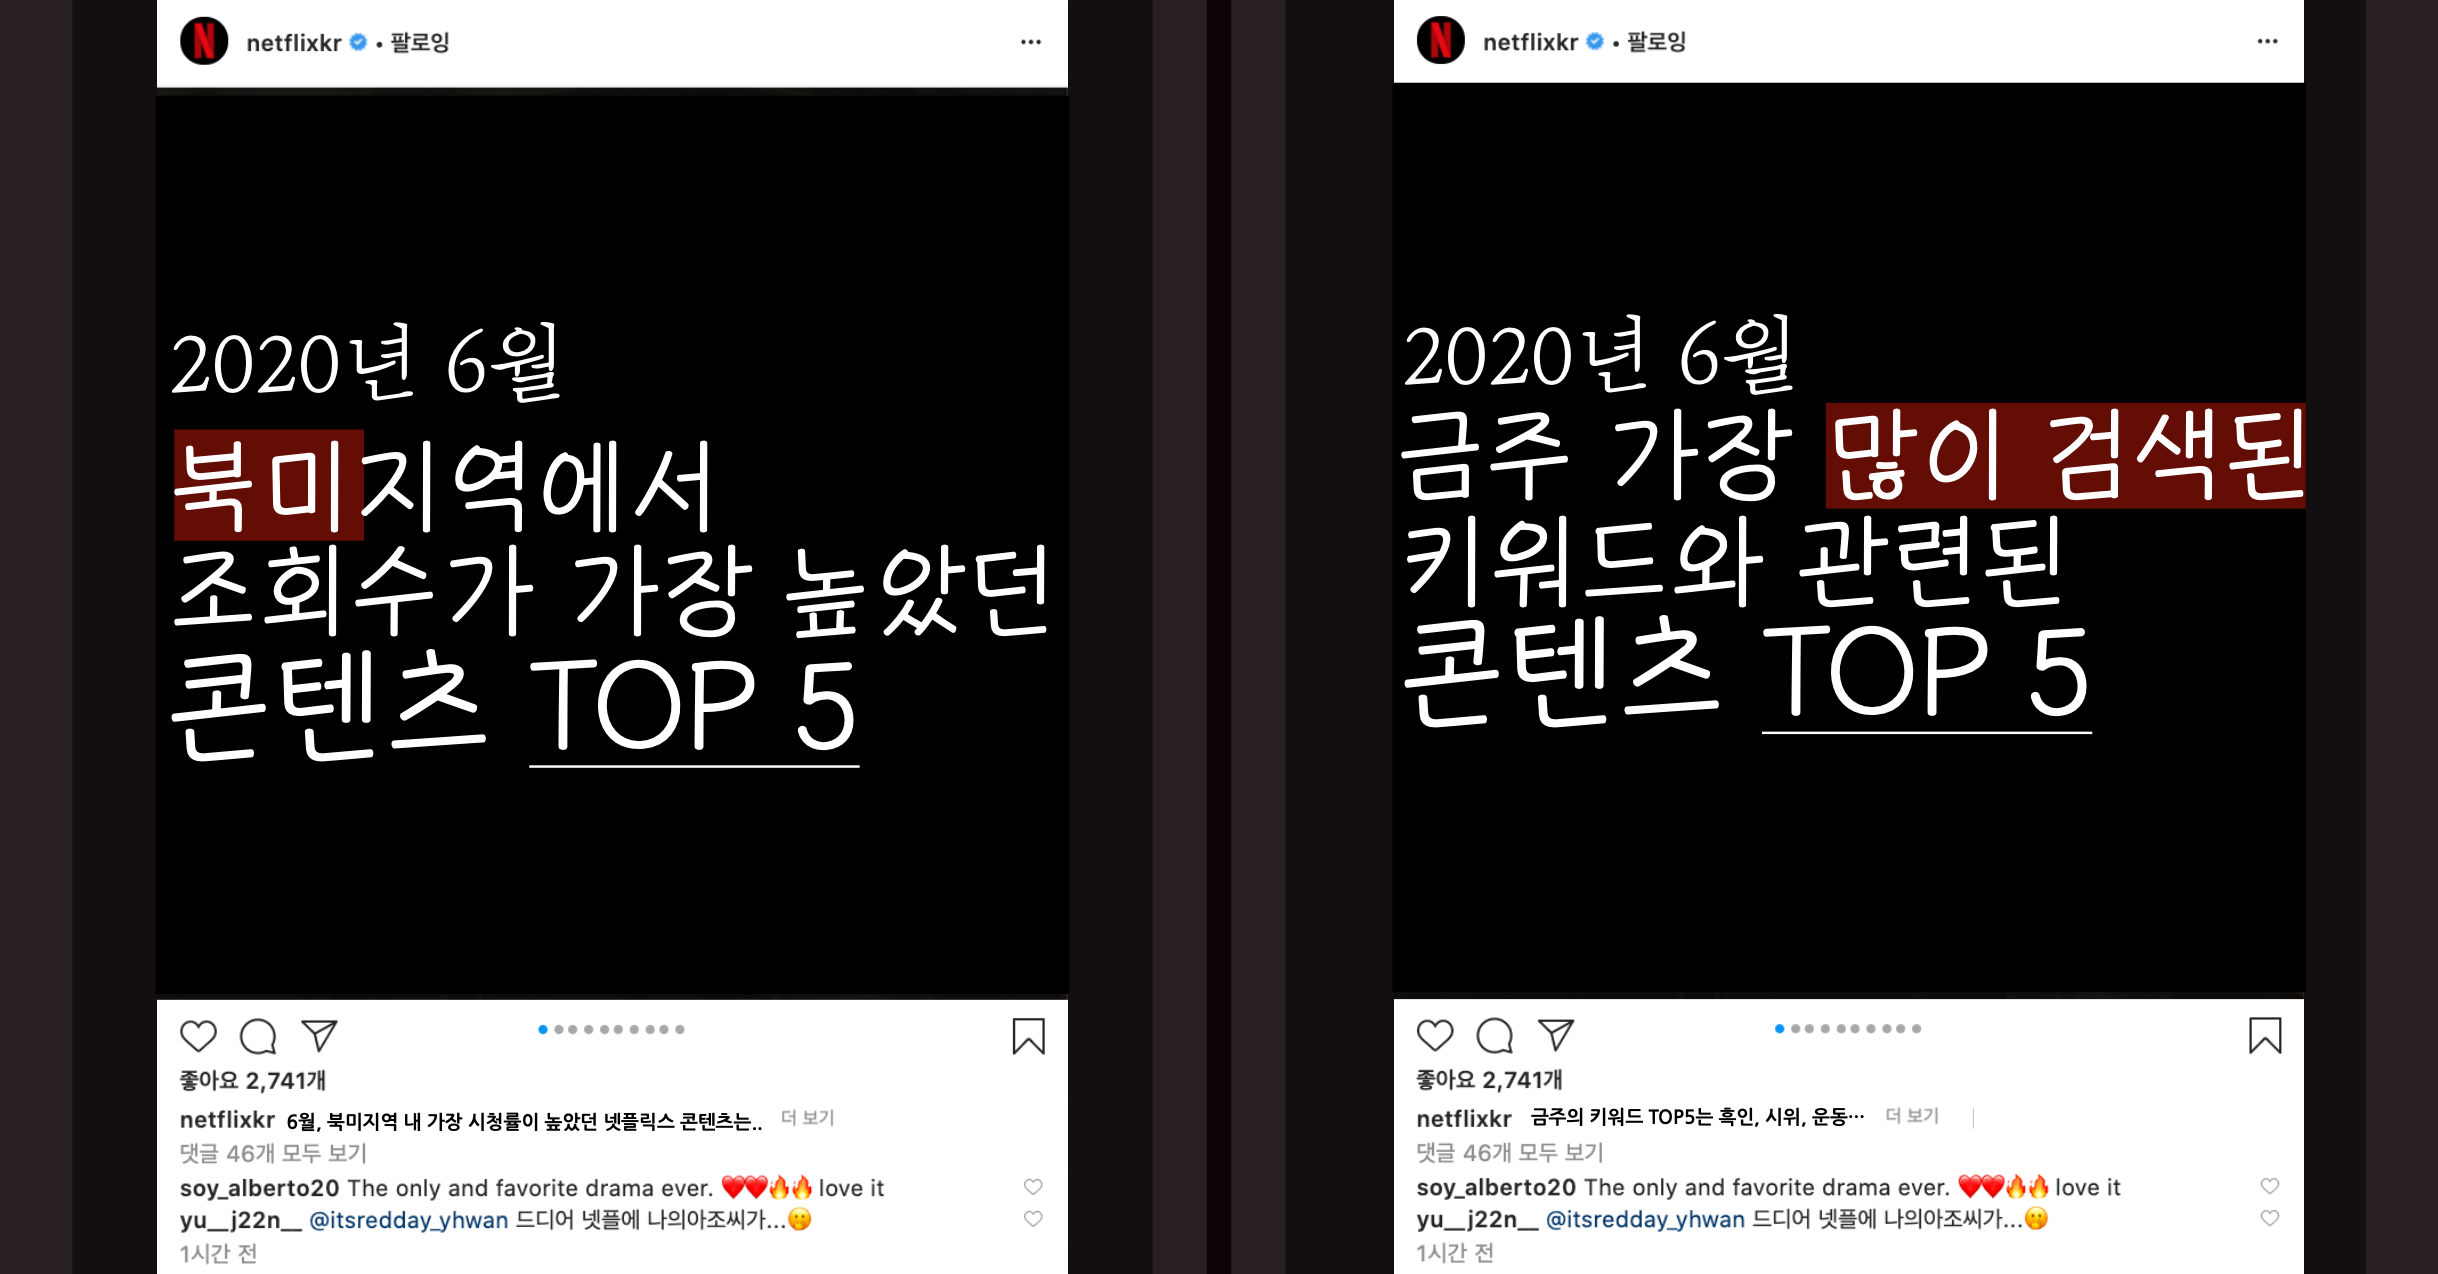 netflixkr • 팔로잉
2020년 6월
북미지역에서
조회수가 가장 높았던
콘텐츠 TOP 5
좋아요 2,741개
netflixkr 6월, 북미지역 내 가장 시청률이 높았던 넷플릭스 콘텐츠는.. 더 보기
댓글 46개 모두 보기
soy_alberto20 The only and favorite drama ever. ❤️❤️🔥🔥 love it
yu__j22n__ @itsredday_yhwan 드디어 넷플에 나의아조씨가...🤭
1시간 전
netflixkr • 팔로잉
2020년 6월
금주 가장 많이 검색된
키워드와 관련된
콘텐츠 TOP 5
좋아요 2,741개
netflixkr 금주의 키워드 TOP5는 흑인, 시위, 운동… 더 보기
댓글 46개 모두 보기
soy_alberto20 The only and favorite drama ever. ❤️❤️🔥🔥 love it
yu__j22n__ @itsredday_yhwan 드디어 넷플에 나의아조씨가...🤭
1시간 전